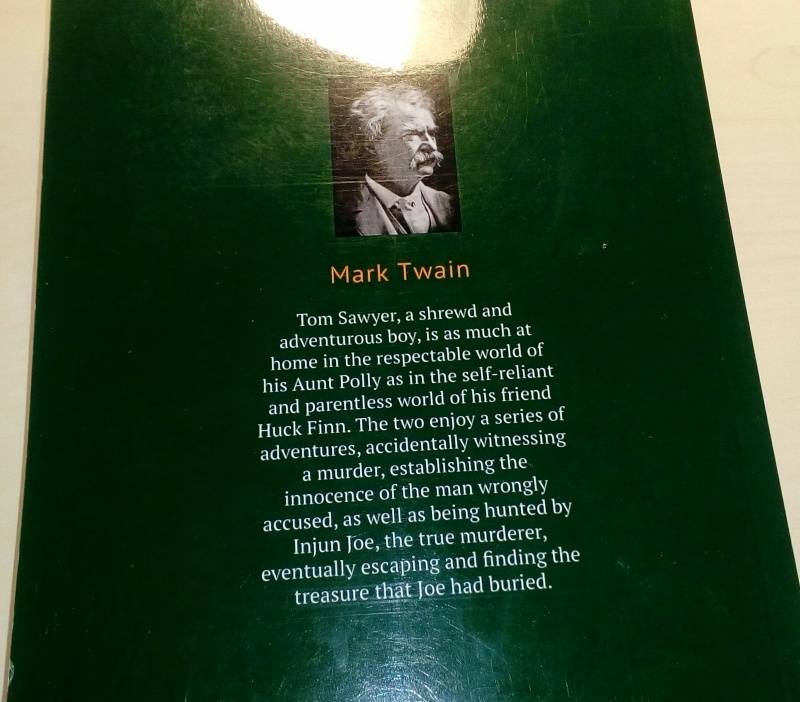 Mark Twain
Tom Sawyer, a shrewd and
adventurous boy, is as much at
home in the respectable world of
his Aunt Polly as in the self-reliant
and parentless world of his friend
Huck Finn. The two enjoy a series of
adventures, accidentally witnessing
a murder, establishing the
innocence of the man wrongly
accused, as well as being hunted by
Injun Joe, the true murderer,
eventually escaping and finding the
treasure that Joe had buried.